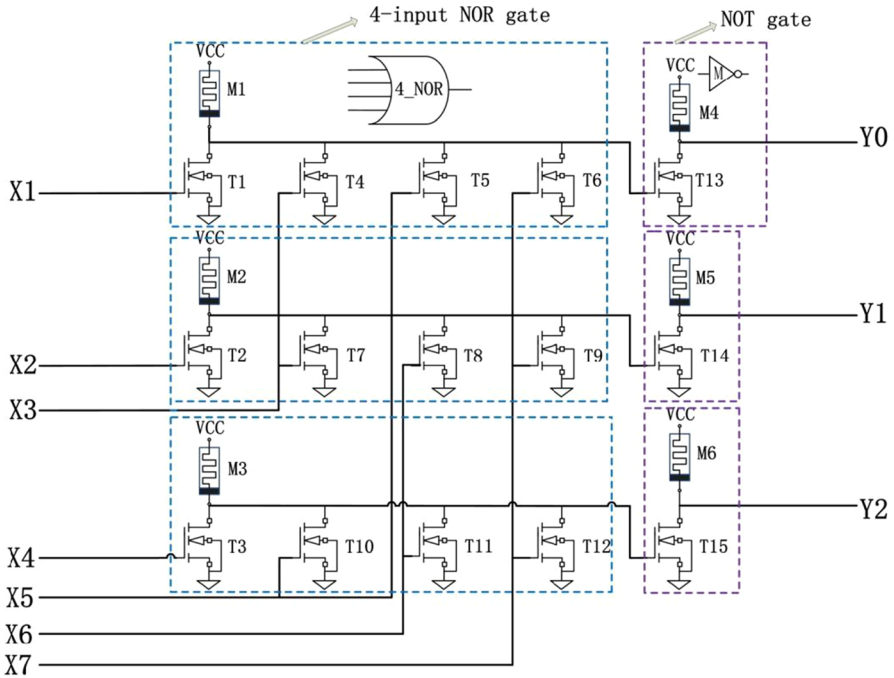 4-input NOR gate
NOT gate
VCC
VCC
M1
4_NOR
M
M4
Y0
X1
T1
T4
T5
T6
T13
VCC
VCC
M2
M5
Y1
X2
T2
T7
T8
T9
T14
X3
VCC
VCC
M3
M6
Y2
X4
T3
T10
T11
T12
T15
X5
X6
X7